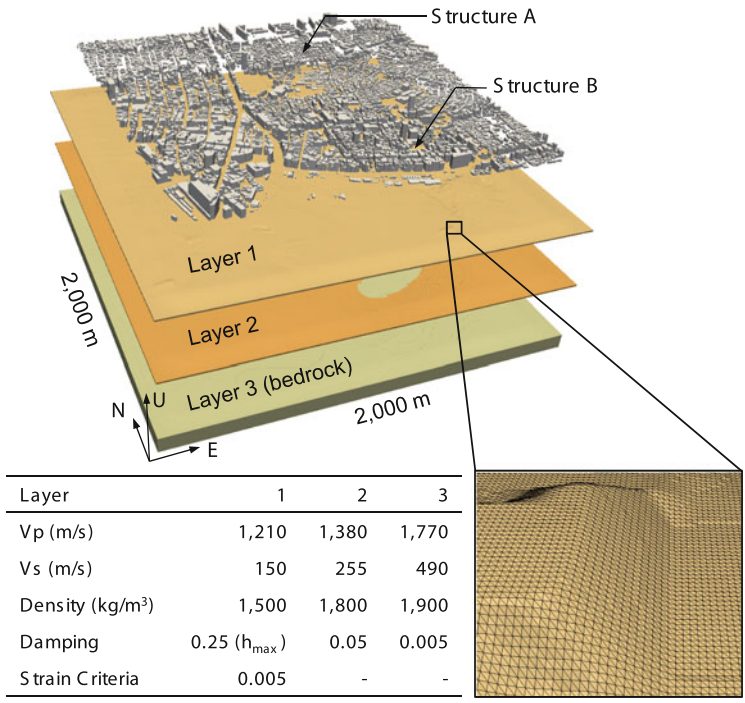 Structure A
Structure B
Layer 1
2,000 m
Layer 2
Layer 3 (bedrock)
2,000 m
U
N
E
Layer 1 2 3
Vp (m/s) 1,210 1,380 1,770
Vs (m/s) 150 255 490
Density (kg/m³) 1,500 1,800 1,900
Damping 0.25 (hmax) 0.05 0.005
Strain Criteria 0.005 - -